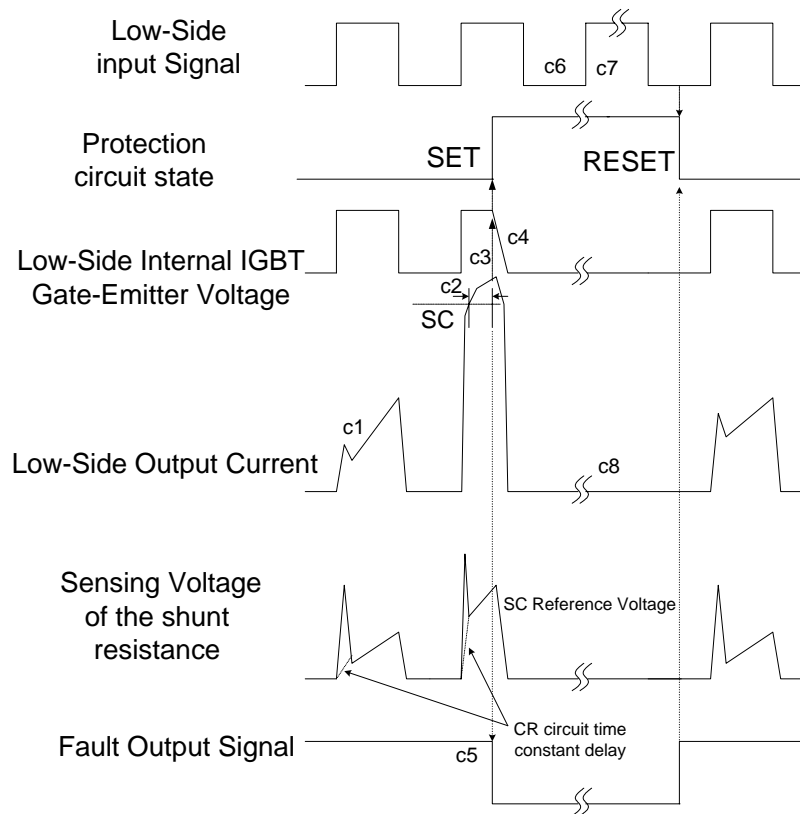 Low-Side
input Signal
c6
c7
Protection
circuit state
SET
RESET
Low-Side Internal IGBT
Gate-Emitter Voltage
c3
c4
c2
SC
c1
Low-Side Output Current
c8
Sensing Voltage
of the shunt
resistance
SC Reference Voltage
CR circuit time
constant delay
Fault Output Signal
c5